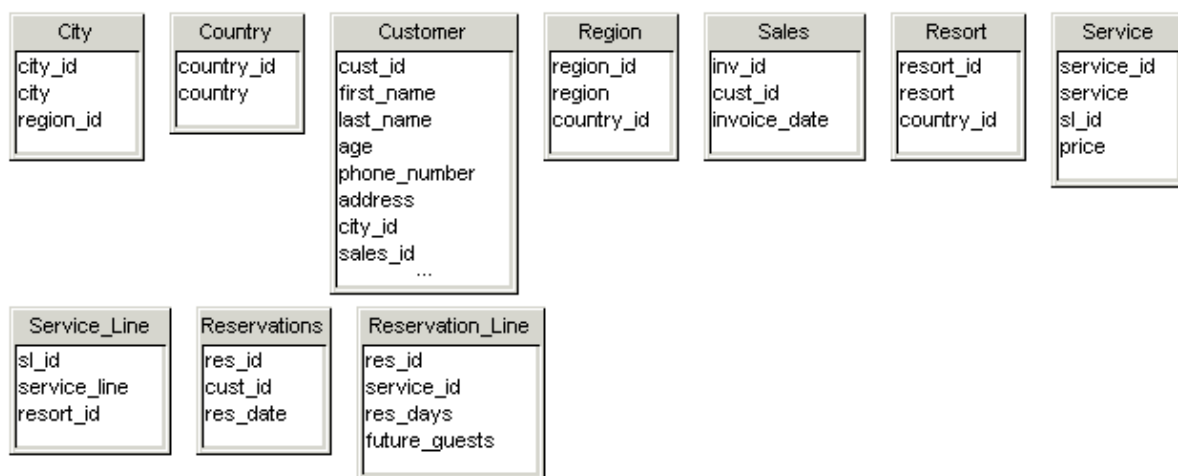 City
city_id
city
region_id
Country
country_id
country
Customer
cust_id
first_name
last_name
age
phone_number
address
city_id
sales_id
...
Region
region_id
region
country_id
Sales
inv_id
cust_id
invoice_date
Resort
resort_id
resort
country_id
Service
service_id
service
sl_id
price
Service_Line
sl_id
service_line
resort_id
Reservations
res_id
cust_id
res_date
Reservation_Line
res_id
service_id
res_days
future_guests